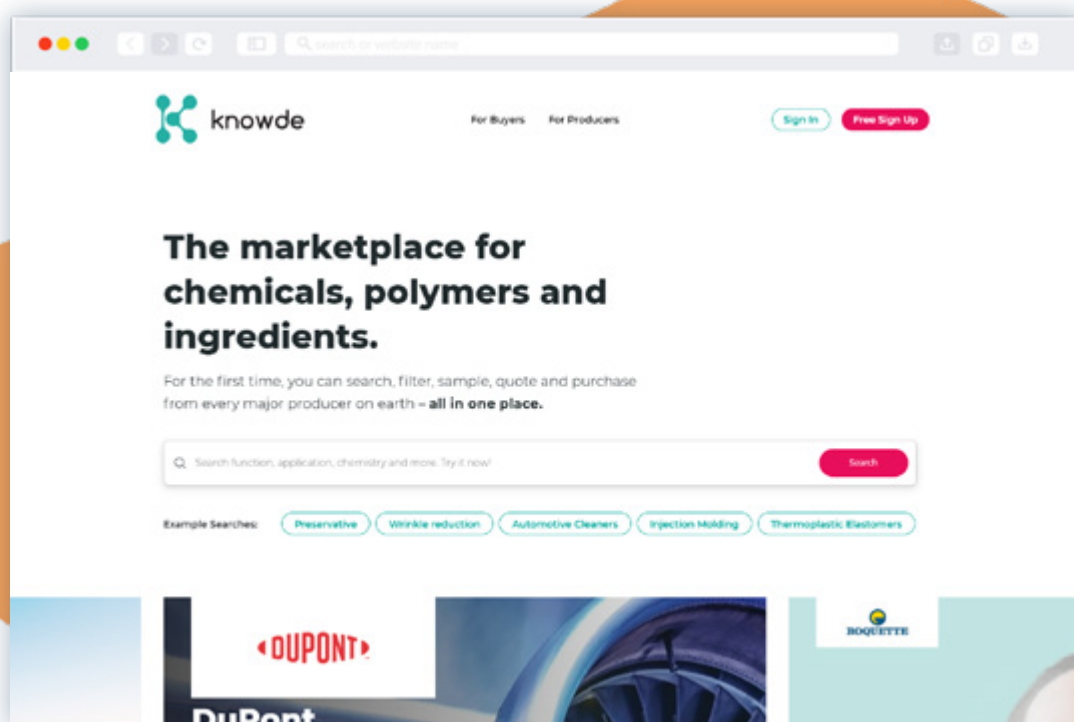 search or website name
knowde
For Buyers For Producers
Sign In Free Sign Up
The marketplace for
chemicals, polymers and
ingredients.
For the first time, you can search, filter, sample, quote and purchase
from every major producer on earth – all in one place.
Search function, application, chemistry and more. Try it now!
Search
Example Searches: Preservative Wrinkle reduction Automotive Cleaners Injection Molding Thermoplastic Elastomers
DUPONT
ROQUETTE
DuPont